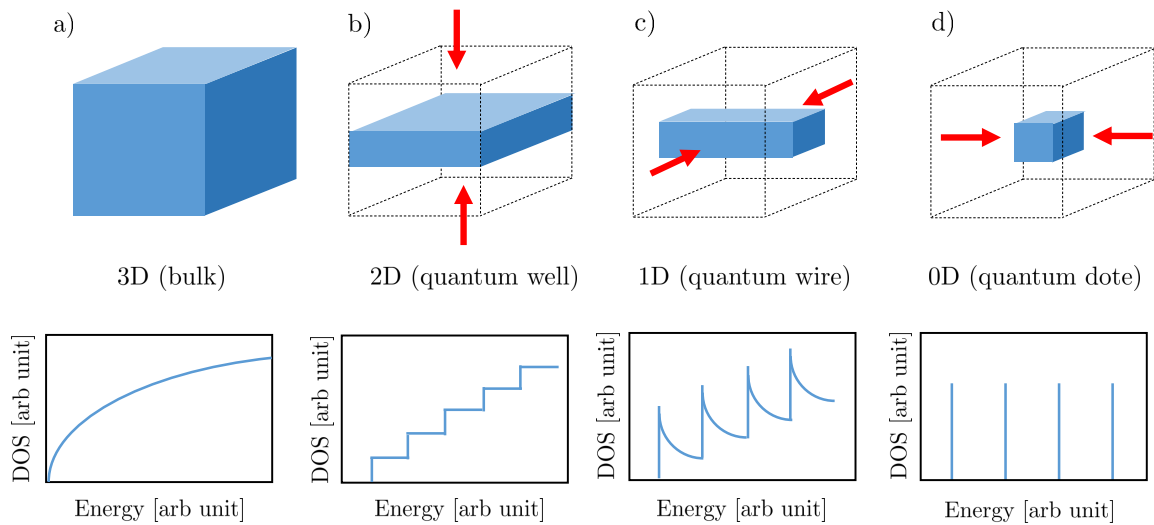 a)
b)
c)
d)
3D (bulk)
2D (quantum well)
1D (quantum wire)
0D (quantum dote)
DOS [arb unit]
Energy [arb unit]
DOS [arb unit]
Energy [arb unit]
DOS [arb unit]
Energy [arb unit]
DOS [arb unit]
Energy [arb unit]